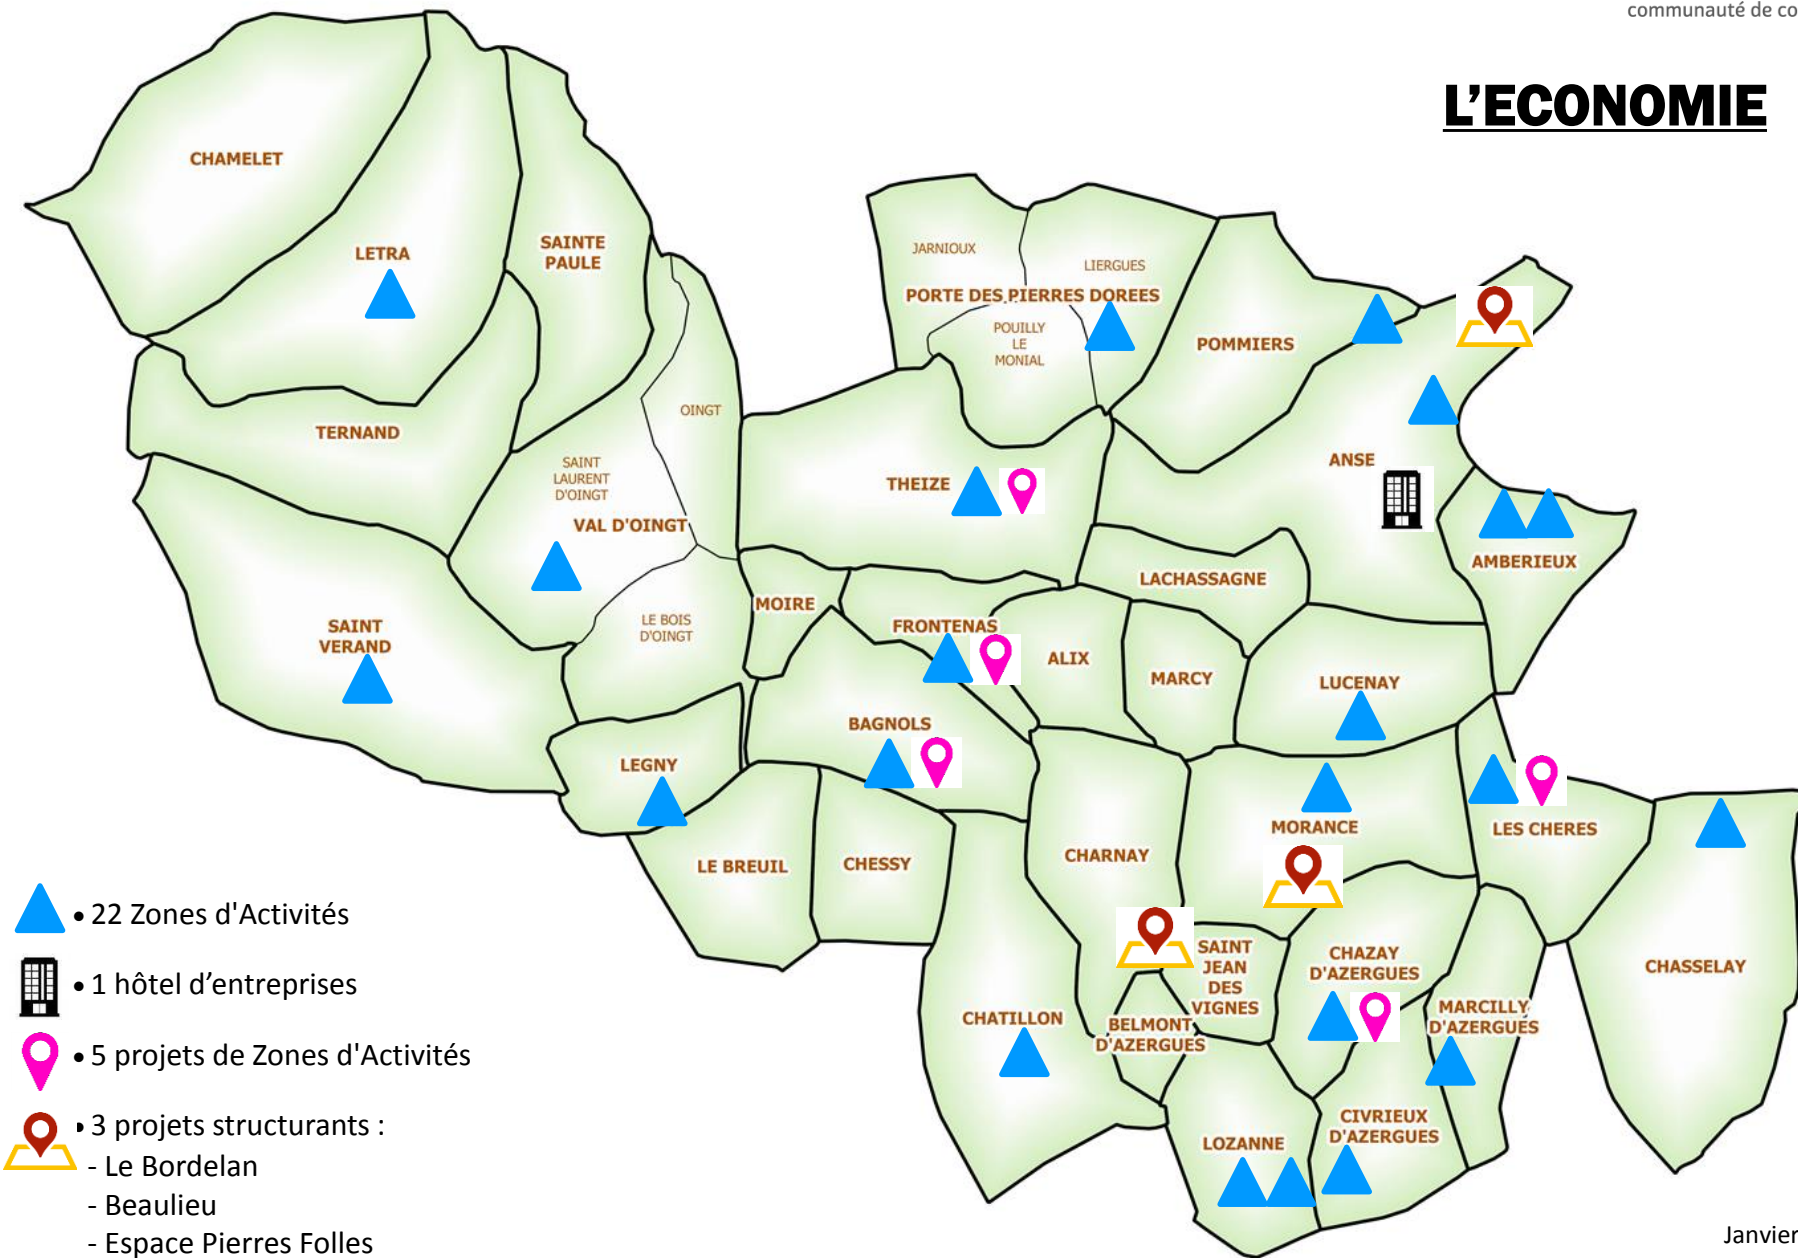 communauté de co
L'ECONOMIE
CHAMELET
LETRA
SAINTE
PAULE
JARNIOUX
LIERGUES
PORTE DES PIERRES DOREES
POUILLY
LE
MONIAL
POMMIERS
OINGT
TERNAND
SAINT
LAURENT
D'OINGT
VAL D'OINGT
THEIZE
ANSE
AMBERIEUX
LACHASSAGNE
MOIRE
LE BOIS
D'OINGT
FRONTENAS
ALIX
MARCY
LUCENAY
SAINT
VERAND
BAGNOLS
LEGNY
MORANCE
LES CHERES
LE BREUIL
CHESSY
CHARNAY
SAINT
JEAN
DES
VIGNES
CHAZAY
D'AZERGUES
CHASSELAY
CHATILLON
BELMONT
D'AZERGUES
MARCILLY
D'AZERGUES
LOZANNE
CIVRIEUX
D'AZERGUES
• 22 Zones d'Activités
• 1 hôtel d’entreprises
• 5 projets de Zones d'Activités
• 3 projets structurants :
- Le Bordelan
- Beaulieu
- Espace Pierres Folles
Janvier